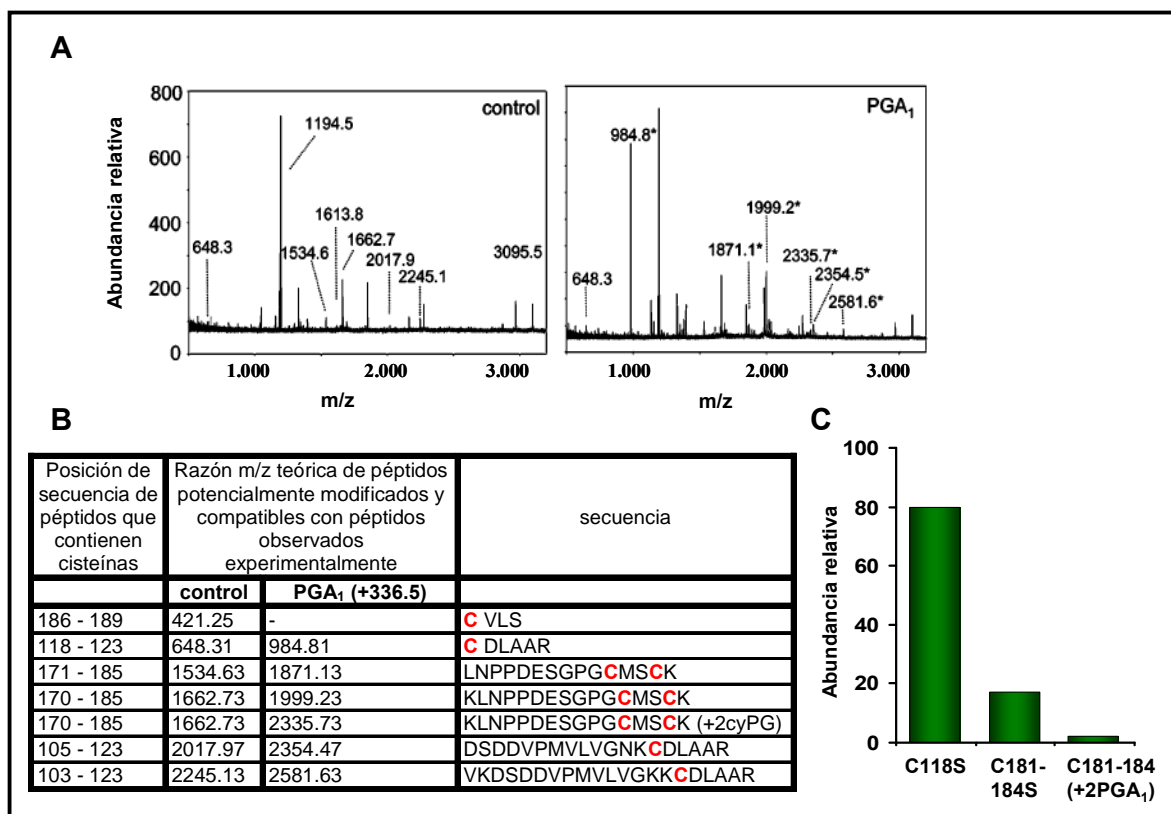 A
control
PGA₁
Abundancia relativa
800
600
400
200
0
648.3
1194.5
1534.6
1613.8
1662.7
2017.9
2245.1
3095.5
1.000
2.000
3.000
m/z
648.3
984.8*
1871.1*
1999.2*
2335.7*
2354.5*
2581.6*
1.000
2.000
3.000
m/z
B
Posición de secuencia de péptidos que contienen cisteínas | Razón m/z teórica de péptidos potencialmente modificados y compatibles con péptidos observados experimentalmente | secuencia
control | PGA₁ (+336.5)
186 - 189 | 421.25 | - | C VLS
118 - 123 | 648.31 | 984.81 | C DLAAR
171 - 185 | 1534.63 | 1871.13 | LNPPDESGPGCMSCK
170 - 185 | 1662.73 | 1999.23 | KLNPPDESGPGCMSCK
170 - 185 | 1662.73 | 2335.73 | KLNPPDESGPGCMSCK (+2cyPG)
105 - 123 | 2017.97 | 2354.47 | DSDDVPMVLVGNKCDLAAR
103 - 123 | 2245.13 | 2581.63 | VKDSDDVPMVLVGKKCDLAAR
C
Abundancia relativa
100
80
60
40
20
0
C118S
C181-
184S
C181-184
(+2PGA₁)